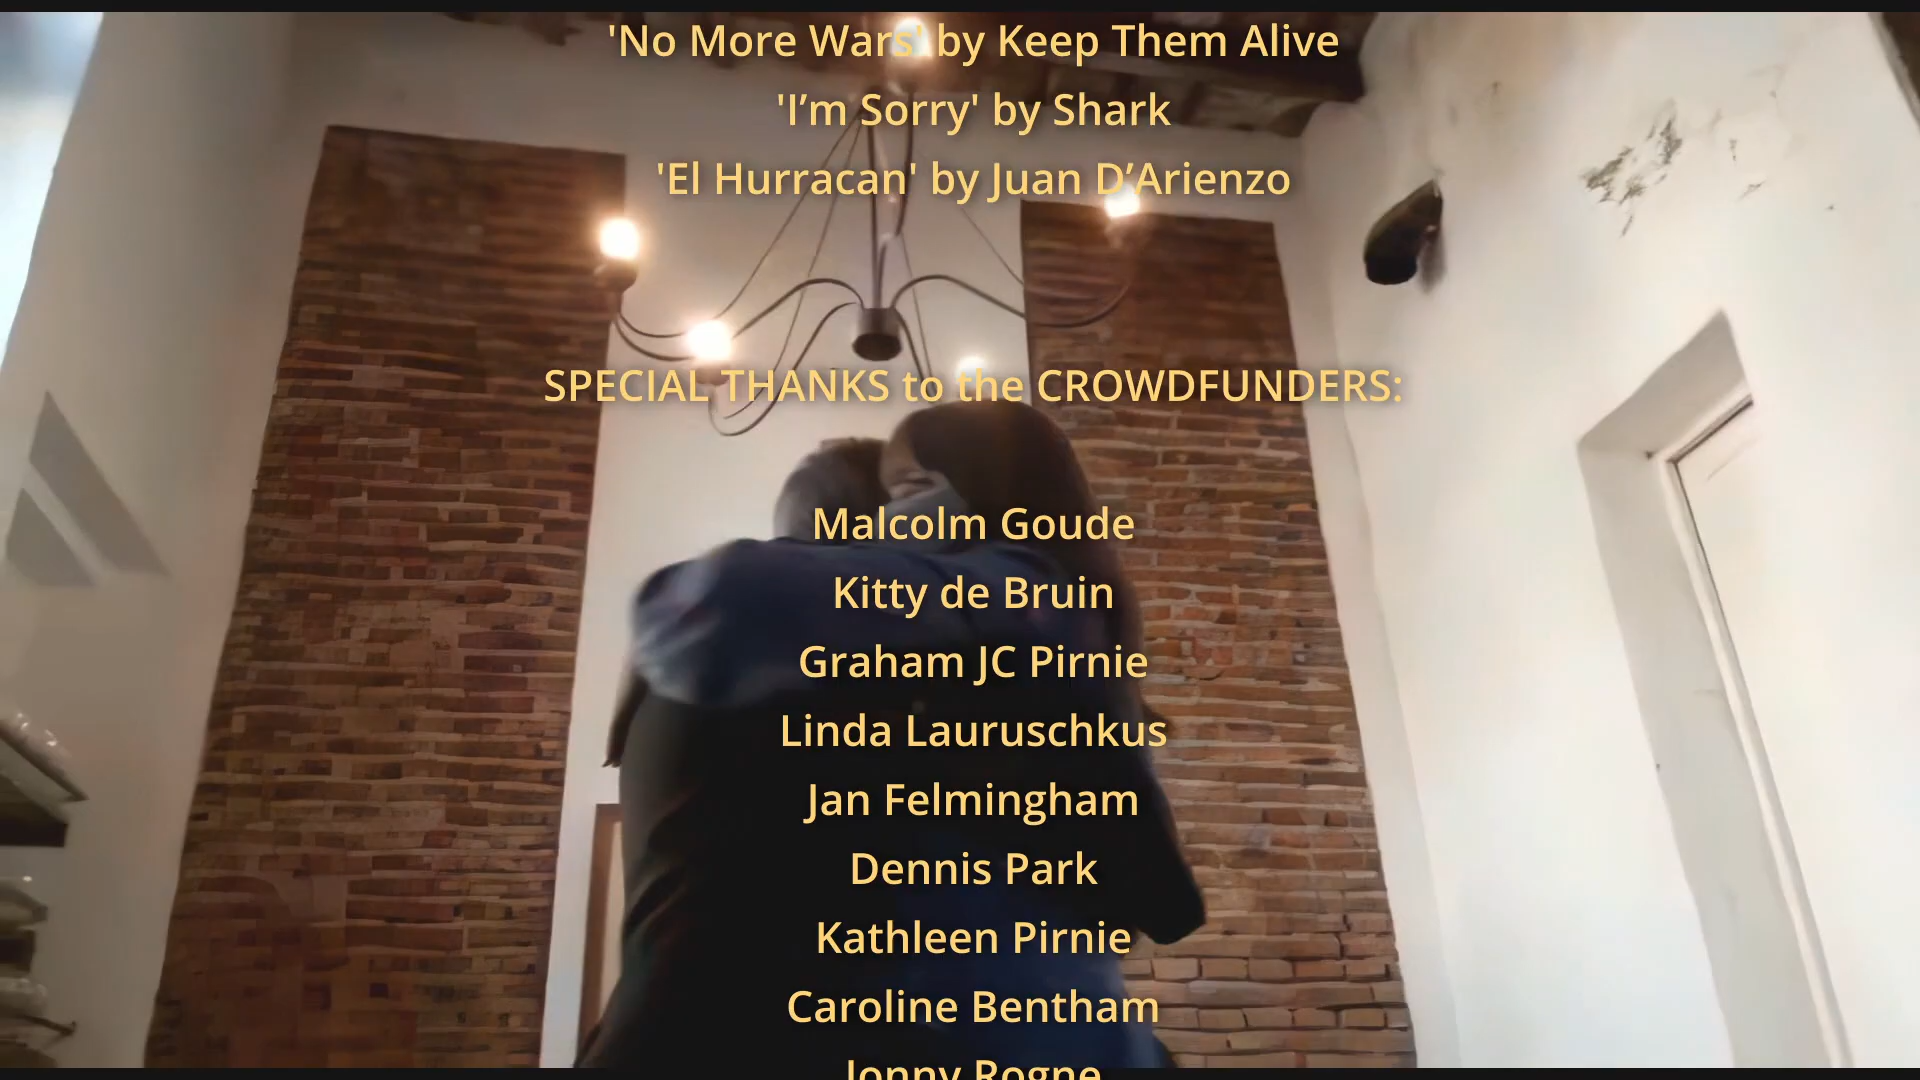 'No More Wars' by Keep Them Alive
'I’m Sorry' by Shark
'El Hurracan' by Juan D’Arienzo
SPECIAL THANKS to the CROWDFUNDERS:
Malcolm Goude
Kitty de Bruin
Graham JC Pirnie
Linda Lauruschkus
Jan Felmingham
Dennis Park
Kathleen Pirnie
Caroline Bentham
Jonny Rogne